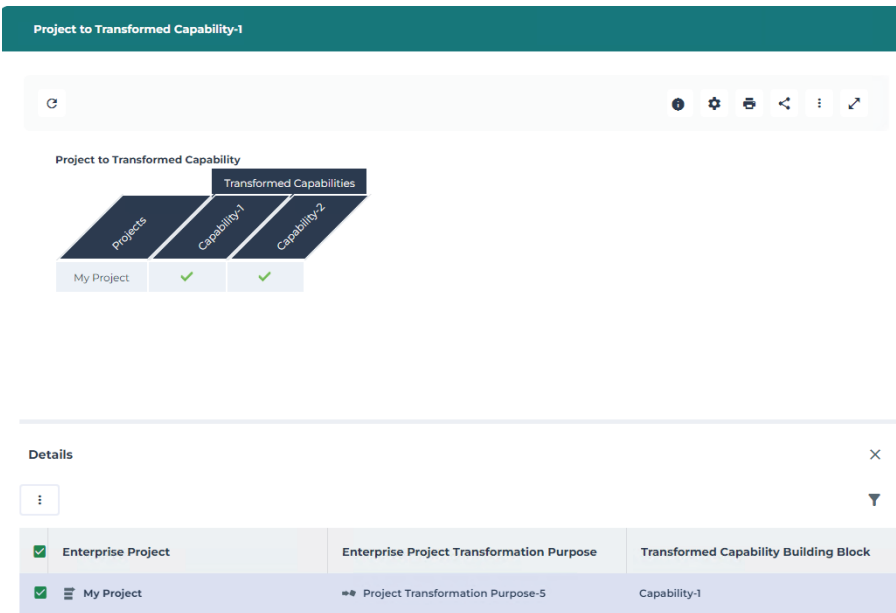 Project to Transformed Capability-1
Project to Transformed Capability
Transformed Capabilities
Projects
Capability-1
Capability-2
My Project
Details
Enterprise Project
Enterprise Project Transformation Purpose
Transformed Capability Building Block
My Project
Project Transformation Purpose-5
Capability-1